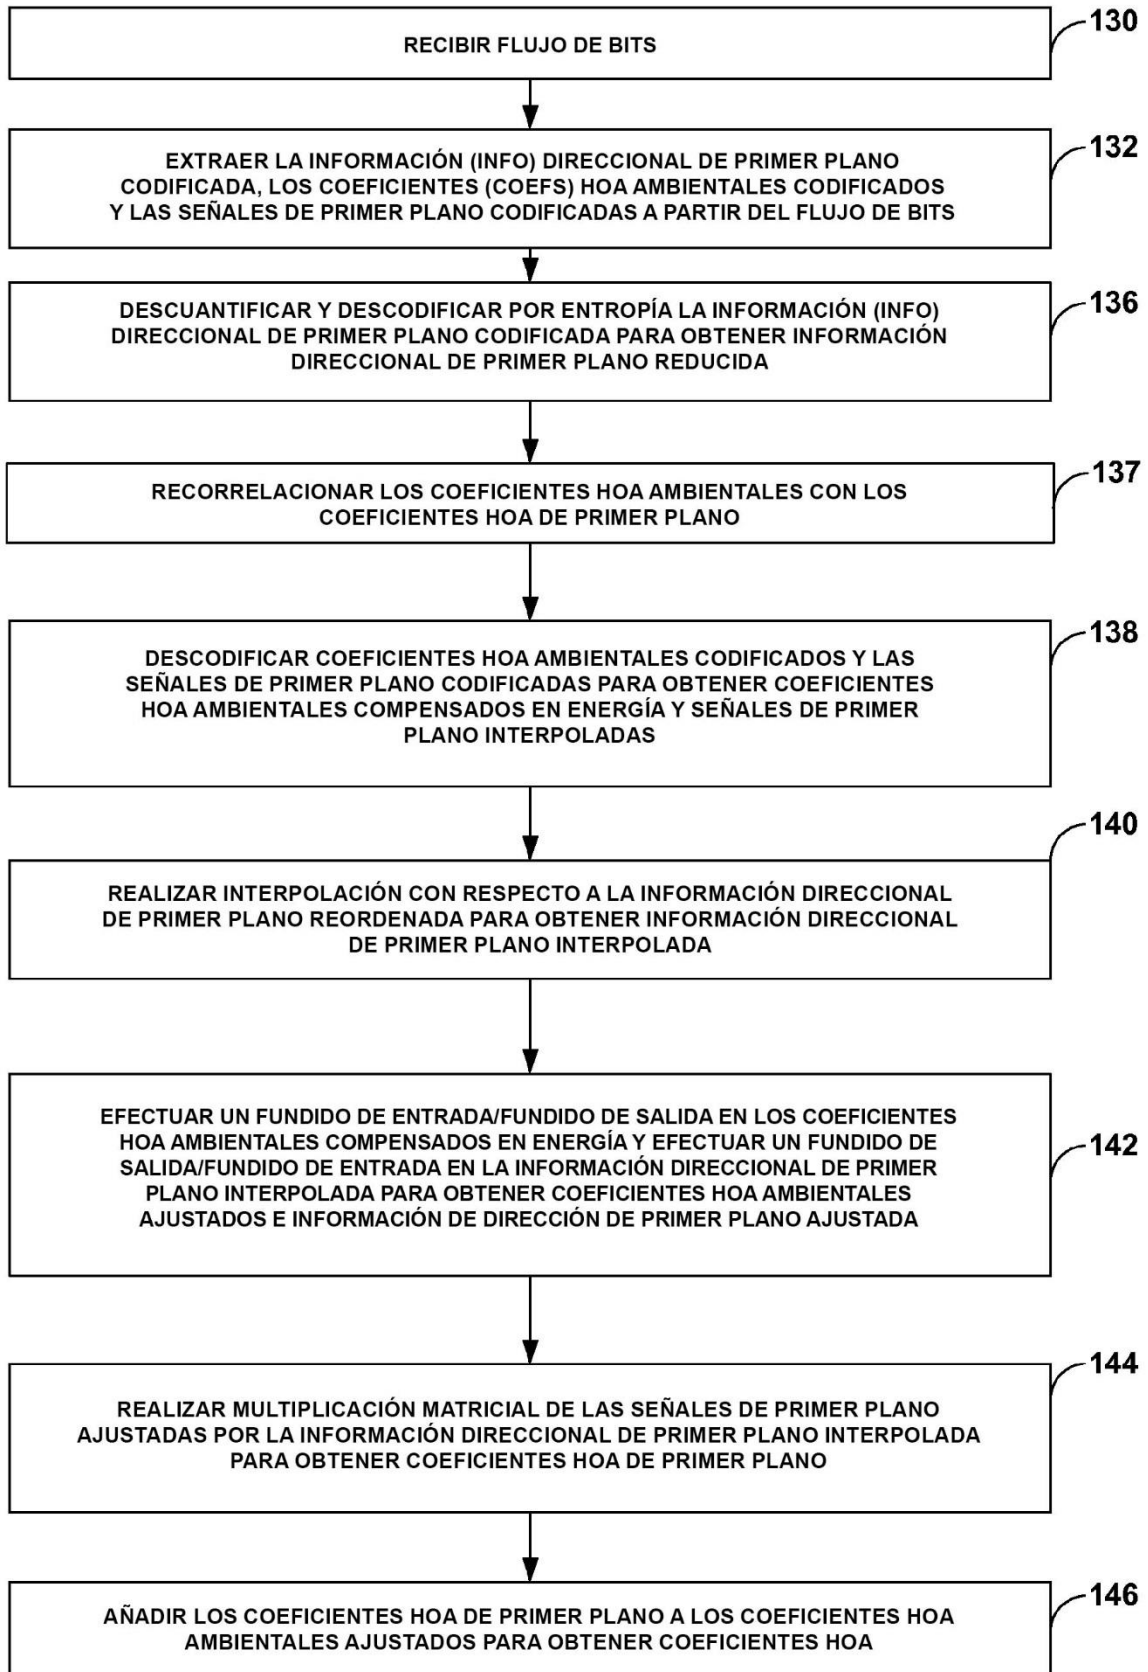 130
RECIBIR FLUJO DE BITS
132
EXTRAER LA INFORMACIÓN (INFO) DIRECCIONAL DE PRIMER PLANO
CODIFICADA, LOS COEFICIENTES (COEFS) HOA AMBIENTALES CODIFICADOS
Y LAS SEÑALES DE PRIMER PLANO CODIFICADAS A PARTIR DEL FLUJO DE BITS
136
DESCUANTIFICAR Y DESCODIFICAR POR ENTROPÍA LA INFORMACIÓN (INFO)
DIRECCIONAL DE PRIMER PLANO CODIFICADA PARA OBTENER INFORMACIÓN
DIRECCIONAL DE PRIMER PLANO REDUCIDA
137
RECORRELACIONAR LOS COEFICIENTES HOA AMBIENTALES CON LOS
COEFICIENTES HOA DE PRIMER PLANO
138
DESCODIFICAR COEFICIENTES HOA AMBIENTALES CODIFICADOS Y LAS
SEÑALES DE PRIMER PLANO CODIFICADAS PARA OBTENER COEFICIENTES
HOA AMBIENTALES COMPENSADOS EN ENERGÍA Y SEÑALES DE PRIMER
PLANO INTERPOLADAS
140
REALIZAR INTERPOLACIÓN CON RESPECTO A LA INFORMACIÓN DIRECCIONAL
DE PRIMER PLANO REORDENADA PARA OBTENER INFORMACIÓN DIRECCIONAL
DE PRIMER PLANO INTERPOLADA
142
EFECTUAR UN FUNDIDO DE ENTRADA/FUNDIDO DE SALIDA EN LOS COEFICIENTES
HOA AMBIENTALES COMPENSADOS EN ENERGÍA Y EFECTUAR UN FUNDIDO DE
SALIDA/FUNDIDO DE ENTRADA EN LA INFORMACIÓN DIRECCIONAL DE PRIMER
PLANO INTERPOLADA PARA OBTENER COEFICIENTES HOA AMBIENTALES
AJUSTADOS E INFORMACIÓN DE DIRECCIÓN DE PRIMER PLANO AJUSTADA
144
REALIZAR MULTIPLICACIÓN MATRICIAL DE LAS SEÑALES DE PRIMER PLANO
AJUSTADAS POR LA INFORMACIÓN DIRECCIONAL DE PRIMER PLANO INTERPOLADA
PARA OBTENER COEFICIENTES HOA DE PRIMER PLANO
146
AÑADIR LOS COEFICIENTES HOA DE PRIMER PLANO A LOS COEFICIENTES HOA
AMBIENTALES AJUSTADOS PARA OBTENER COEFICIENTES HOA